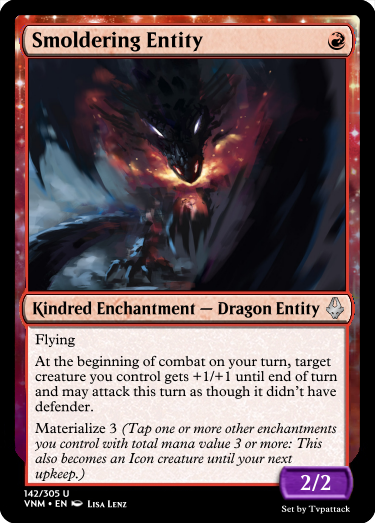 Smoldering Entity
Kindred Enchantment — Dragon Entity
Flying
At the beginning of combat on your turn, target
creature you control gets +1/+1 until end of turn
and may attack this turn as though it didn't have
defender.
Materialize 3 (Tap one or more other enchantments
you control with total mana value 3 or more: This
also becomes an Icon creature until your next
upkeep.)
2/2
142/305 U
VNM • EN Lisa Lenz
Set by Tvpattack